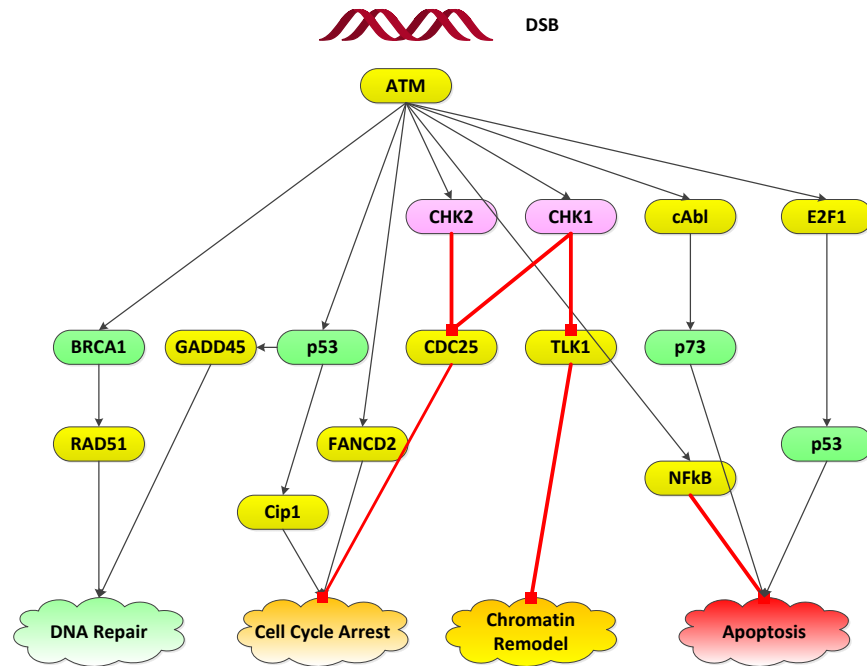 DSB
ATM
CHK2
CHK1
cAbl
E2F1
BRCA1
GADD45
p53
CDC25
TLK1
p73
RAD51
FANCD2
p53
NFkB
Cip1
DNA Repair
Cell Cycle Arrest
Chromatin
Remodel
Apoptosis